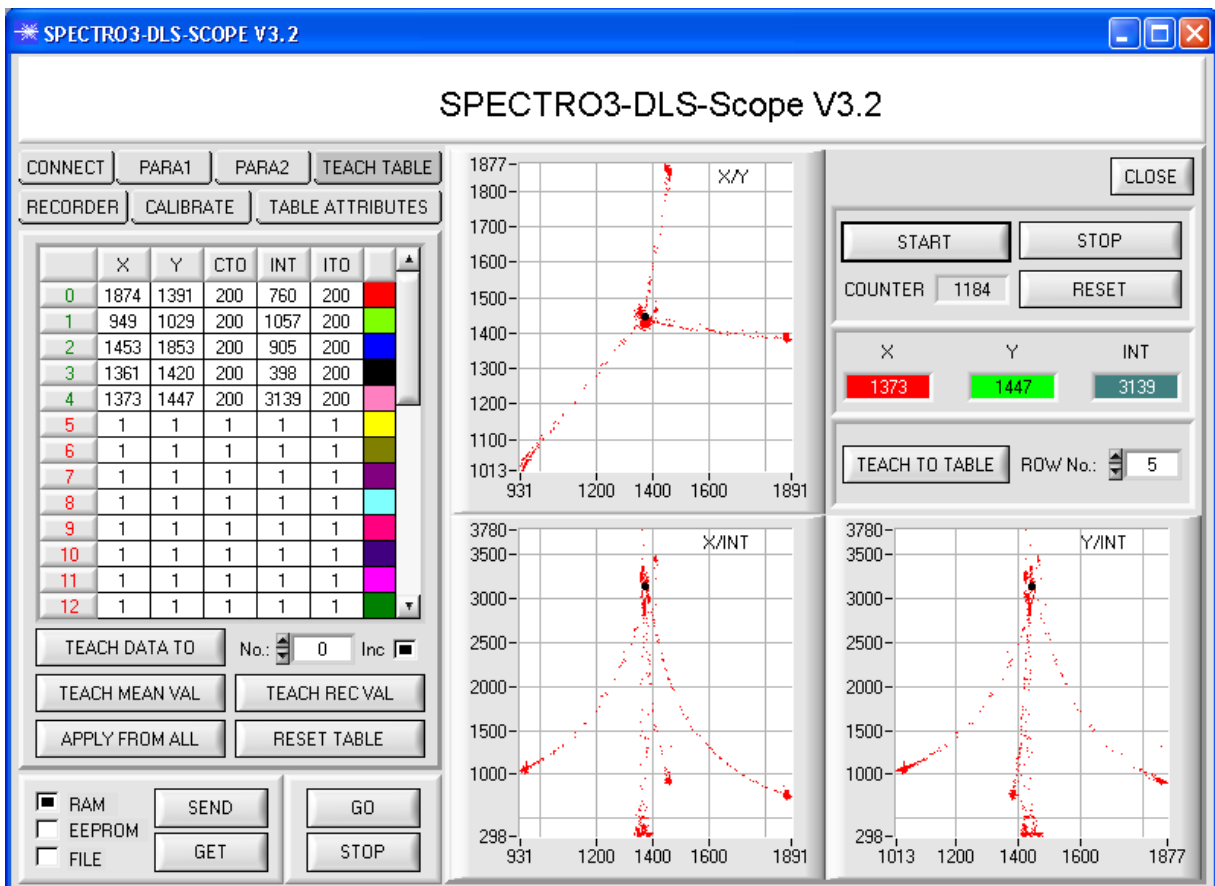 SPECTRO3-DLS-SCOPE V3.2
SPECTRO3-DLS-Scope V3.2
CONNECT PARA1 PARA2 TEACH TABLE
RECORDER CALIBRATE TABLE ATTRIBUTES
X Y CTO INT ITO
0 1874 1391 200 760 200
1 949 1029 200 1057 200
2 1453 1853 200 905 200
3 1361 1420 200 398 200
4 1373 1447 200 3139 200
5 1 1 1 1 1
6 1 1 1 1 1
7 1 1 1 1 1
8 1 1 1 1 1
9 1 1 1 1 1
10 1 1 1 1 1
11 1 1 1 1 1
12 1 1 1 1 1
TEACH DATA TO No.: 0 Inc
TEACH MEAN VAL TEACH REC VAL
APPLY FROM ALL RESET TABLE
RAM
EEPROM
FILE
SEND
GET
GO
STOP
X/Y
1877
1800
1700
1600
1500
1400
1300
1200
1100
1013
931 1200 1400 1600 1891
CLOSE
START STOP
COUNTER 1184 RESET
X Y INT
1373 1447 3139
TEACH TO TABLE ROW No.: 5
X/INT
3780
3500
3000
2500
2000
1500
1000
298
931 1200 1400 1600 1891
Y/INT
3780
3500
3000
2500
2000
1500
1000
298
1013 1200 1400 1600 1877